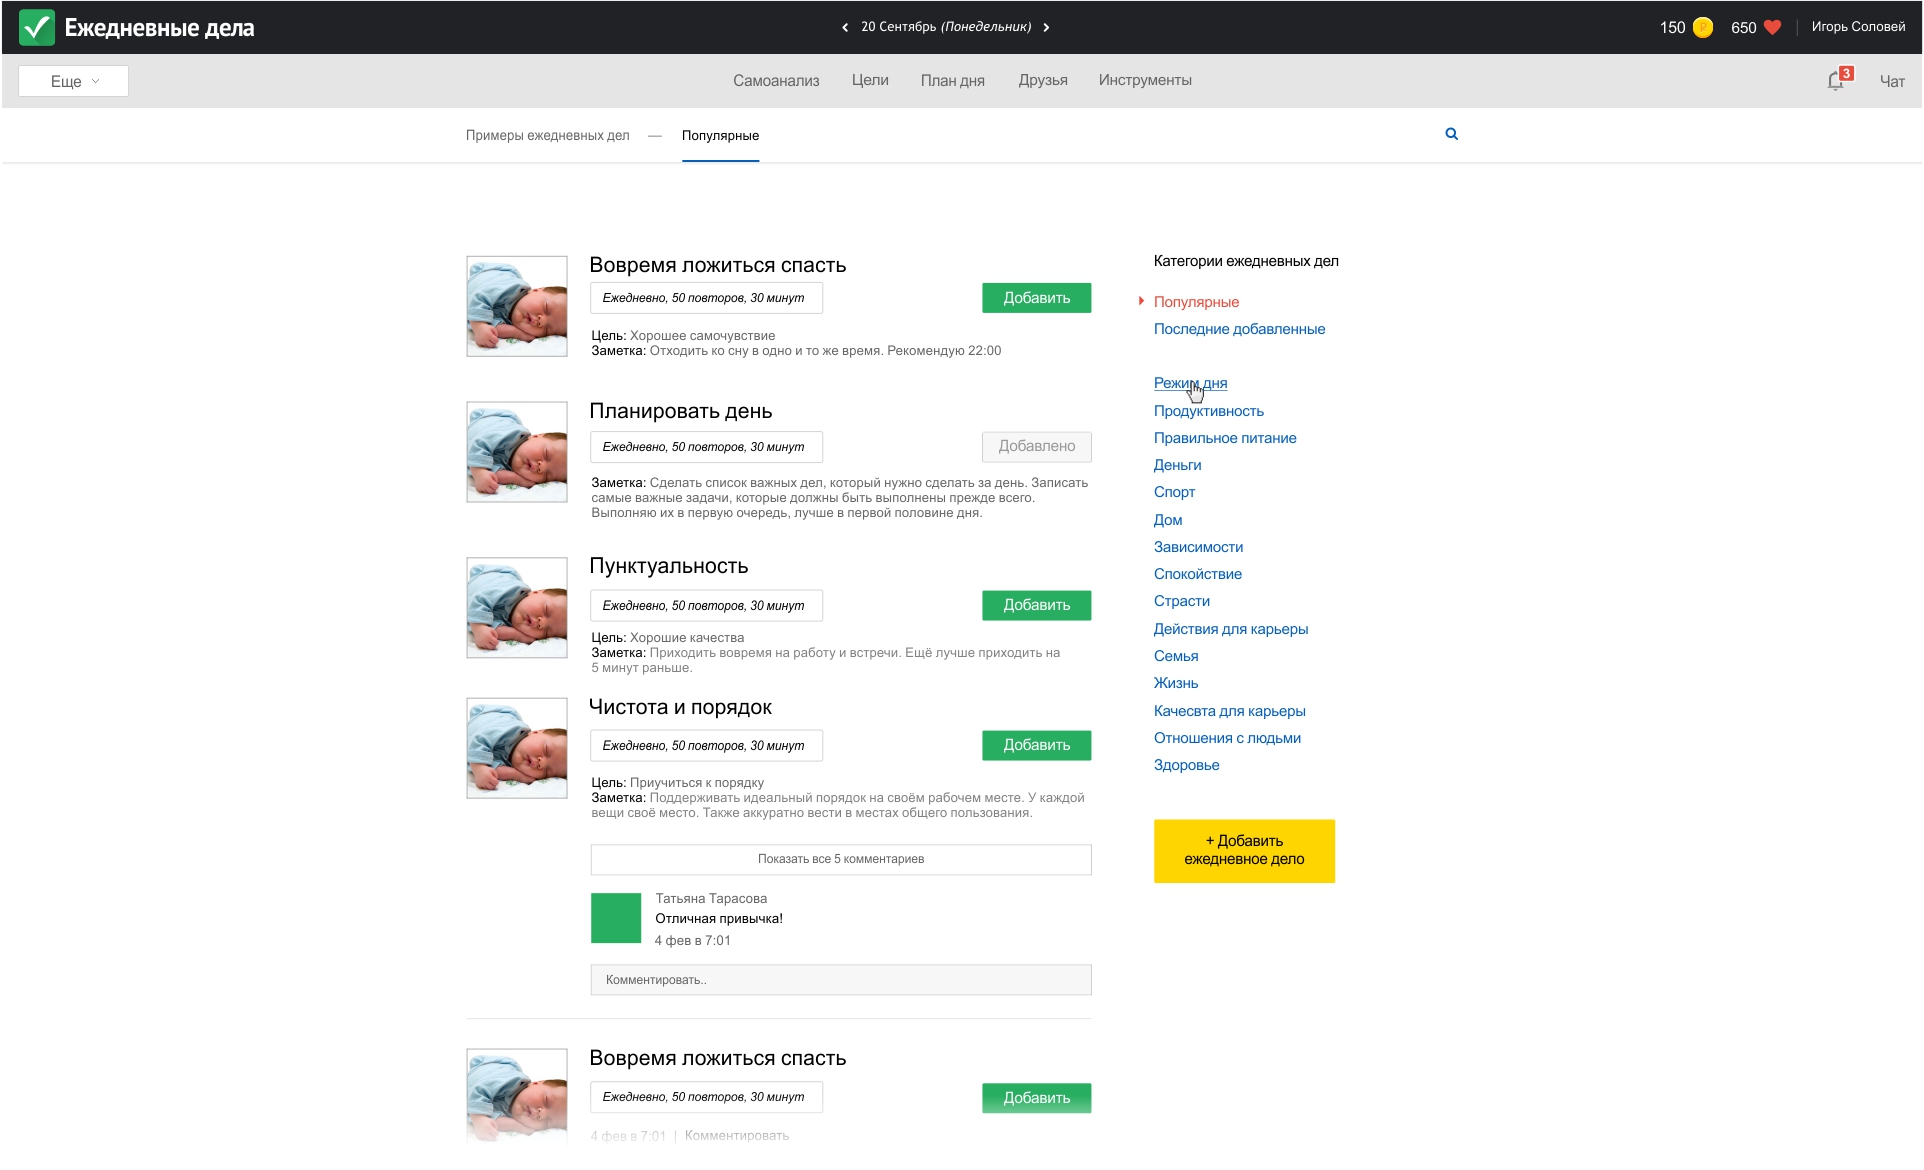 Ежедневные дела
20 Сентябрь (Понедельник)
150
650
Игорь Соловей
Еще
Самоанализ
Цели
План дня
Друзья
Инструменты
3
Чат
Примеры ежедневных дел — Популярные
Вовремя ложиться спасть
Ежедневно, 50 повторов, 30 минут
Добавить
Цель: Хорошее самочувствие
Заметка: Отходить ко сну в одно и то же время. Рекомендую 22:00
Планировать день
Ежедневно, 50 повторов, 30 минут
Добавлено
Заметка: Сделать список важных дел, который нужно сделать за день. Записать
самые важные задачи, которые должны быть выполнены прежде всего.
Выполняю их в первую очередь, лучше в первой половине дня.
Пунктуальность
Ежедневно, 50 повторов, 30 минут
Добавить
Цель: Хорошие качества
Заметка: Приходить вовремя на работу и встречи. Ещё лучше приходить на
5 минут раньше.
Чистота и порядок
Ежедневно, 50 повторов, 30 минут
Добавить
Цель: Приучиться к порядку
Заметка: Поддерживать идеальный порядок на своём рабочем месте. У каждой
вещи своё место. Также аккуратно вести в местах общего пользования.
Показать все 5 комментариев
Татьяна Тарасова
Отличная привычка!
4 фев в 7:01
Комментировать..
Вовремя ложиться спасть
Ежедневно, 50 повторов, 30 минут
Добавить
4 фев в 7:01 | Комментировать
Категории ежедневных дел
Популярные
Последние добавленные
Режим дня
Продуктивность
Правильное питание
Деньги
Спорт
Дом
Зависимости
Спокойствие
Страсти
Действия для карьеры
Семья
Жизнь
Качесвта для карьеры
Отношения с людьми
Здоровье
+ Добавить
ежедневное дело